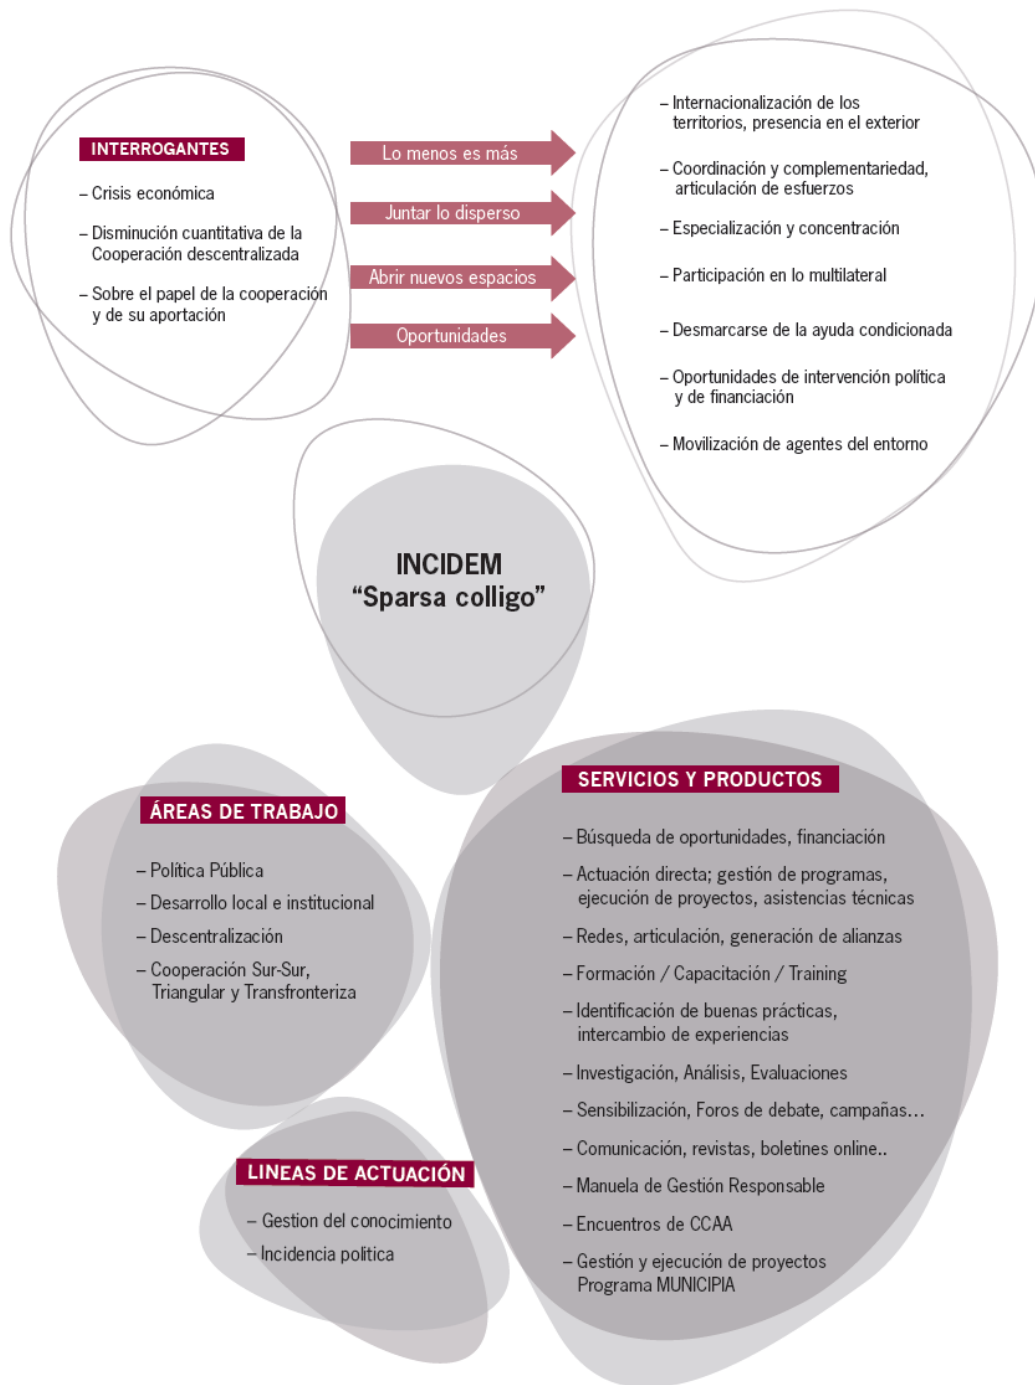 INTERROGANTES
– Crisis económica
– Disminución cuantitativa de la
Cooperación descentralizada
– Sobre el papel de la cooperación
y de su aportación
Lo menos es más
Juntar lo disperso
Abrir nuevos espacios
Oportunidades
– Internacionalización de los
territorios, presencia en el exterior
– Coordinación y complementariedad,
articulación de esfuerzos
– Especialización y concentración
– Participación en lo multilateral
– Desmarcarse de la ayuda condicionada
– Oportunidades de intervención política
y de financiación
– Movilización de agentes del entorno
INCIDEM
“Sparsa colligo”
ÁREAS DE TRABAJO
– Política Pública
– Desarrollo local e institucional
– Descentralización
– Cooperación Sur-Sur,
Triangular y Transfronteriza
LINEAS DE ACTUACIÓN
– Gestion del conocimiento
– Incidencia politica
SERVICIOS Y PRODUCTOS
– Búsqueda de oportunidades, financiación
– Actuación directa; gestión de programas,
ejecución de proyectos, asistencias técnicas
– Redes, articulación, generación de alianzas
– Formación / Capacitación / Training
– Identificación de buenas prácticas,
intercambio de experiencias
– Investigación, Análisis, Evaluaciones
– Sensibilización, Foros de debate, campañas…
– Comunicación, revistas, boletines online..
– Manuela de Gestión Responsable
– Encuentros de CCAA
– Gestión y ejecución de proyectos
Programa MUNICIPIA